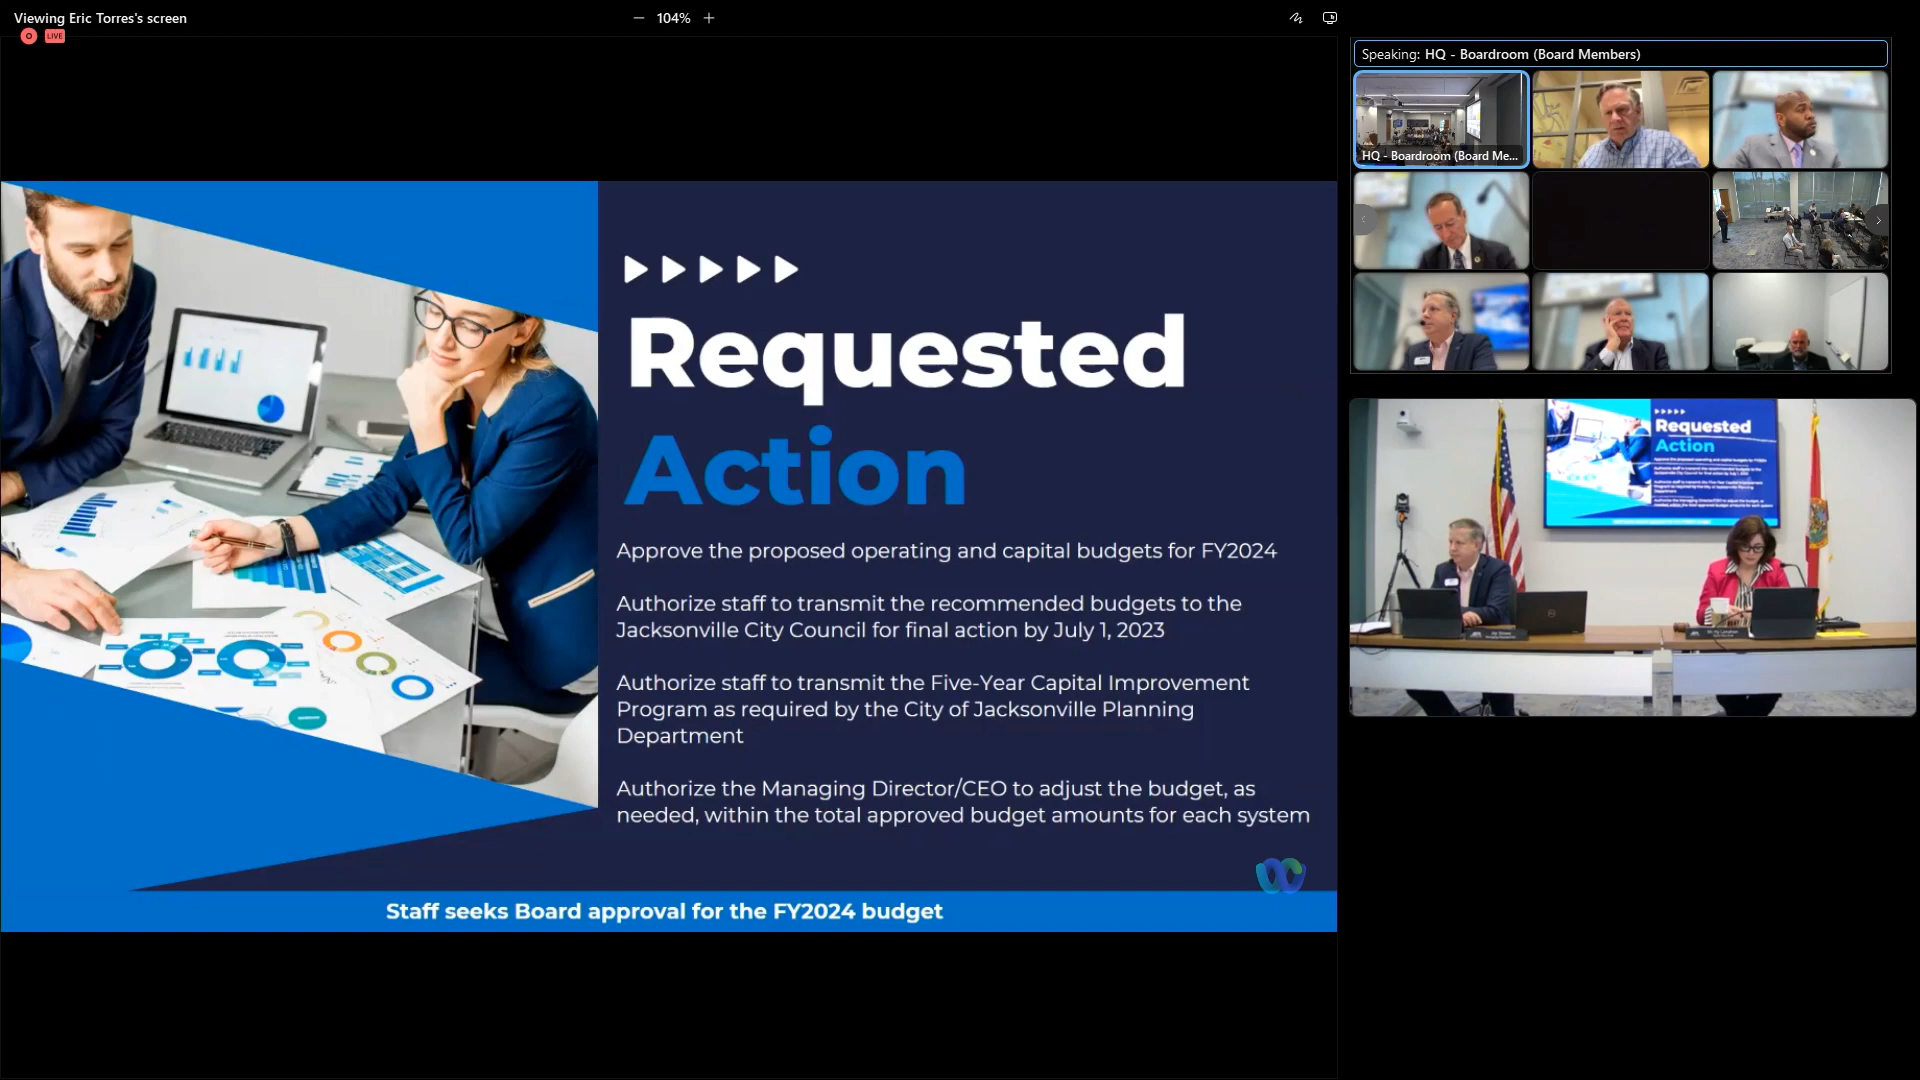 Viewing Eric Torres's screen
104%
LIVE
Speaking: HQ - Boardroom (Board Members)
HQ - Boardroom (Board Me...
Requested
Action
Approve the proposed operating and capital budgets for FY2024
Authorize staff to transmit the recommended budgets to the
Jacksonville City Council for final action by July 1, 2023
Authorize staff to transmit the Five-Year Capital Improvement
Program as required by the City of Jacksonville Planning
Department
Authorize the Managing Director/CEO to adjust the budget, as
needed, within the total approved budget amounts for each system
Staff seeks Board approval for the FY2024 budget
Requested
Action